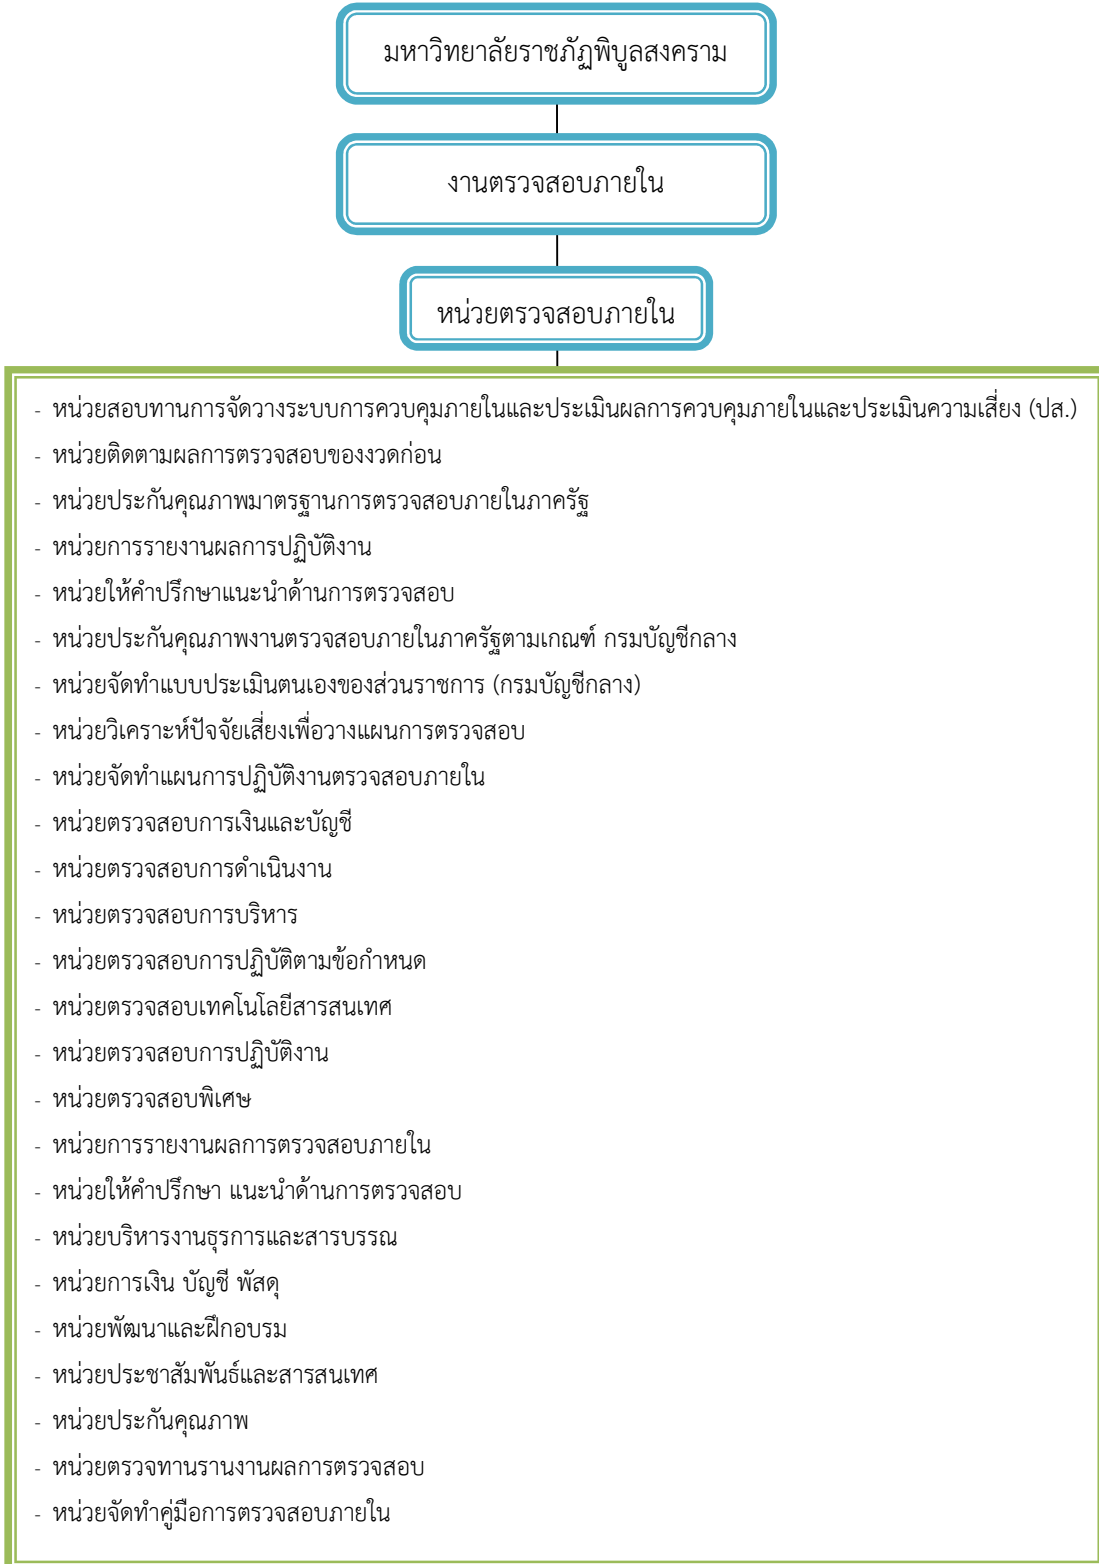 มหาวิทยาลัยราชภัฏพิบูลสงคราม
งานตรวจสอบภายใน
หน่วยตรวจสอบภายใน
- หน่วยสอบทานการจัดวางระบบการควบคุมภายในและประเมินผลการควบคุมภายในและประเมินความเสี่ยง (ปส.)
- หน่วยติดตามผลการตรวจสอบของงวดก่อน
- หน่วยประกันคุณภาพมาตรฐานการตรวจสอบภายในภาครัฐ
- หน่วยการรายงานผลการปฏิบัติงาน
- หน่วยให้คำปรึกษาแนะนำด้านการตรวจสอบ
- หน่วยประกันคุณภาพงานตรวจสอบภายในภาครัฐตามเกณฑ์ กรมบัญชีกลาง
- หน่วยจัดทำแบบประเมินตนเองของส่วนราชการ (กรมบัญชีกลาง)
- หน่วยวิเคราะห์ปัจจัยเสี่ยงเพื่อวางแผนการตรวจสอบ
- หน่วยจัดทำแผนการปฏิบัติงานตรวจสอบภายใน
- หน่วยตรวจสอบการเงินและบัญชี
- หน่วยตรวจสอบการดำเนินงาน
- หน่วยตรวจสอบการบริหาร
- หน่วยตรวจสอบการปฏิบัติตามข้อกำหนด
- หน่วยตรวจสอบเทคโนโลยีสารสนเทศ
- หน่วยตรวจสอบการปฏิบัติงาน
- หน่วยตรวจสอบพิเศษ
- หน่วยการรายงานผลการตรวจสอบภายใน
- หน่วยให้คำปรึกษา แนะนำด้านการตรวจสอบ
- หน่วยบริหารงานธุรการและสารบรรณ
- หน่วยการเงิน บัญชี พัสดุ
- หน่วยพัฒนาและฝึกอบรม
- หน่วยประชาสัมพันธ์และสารสนเทศ
- หน่วยประกันคุณภาพ
- หน่วยตรวจทานรานงานผลการตรวจสอบ
- หน่วยจัดทำคู่มือการตรวจสอบภายใน